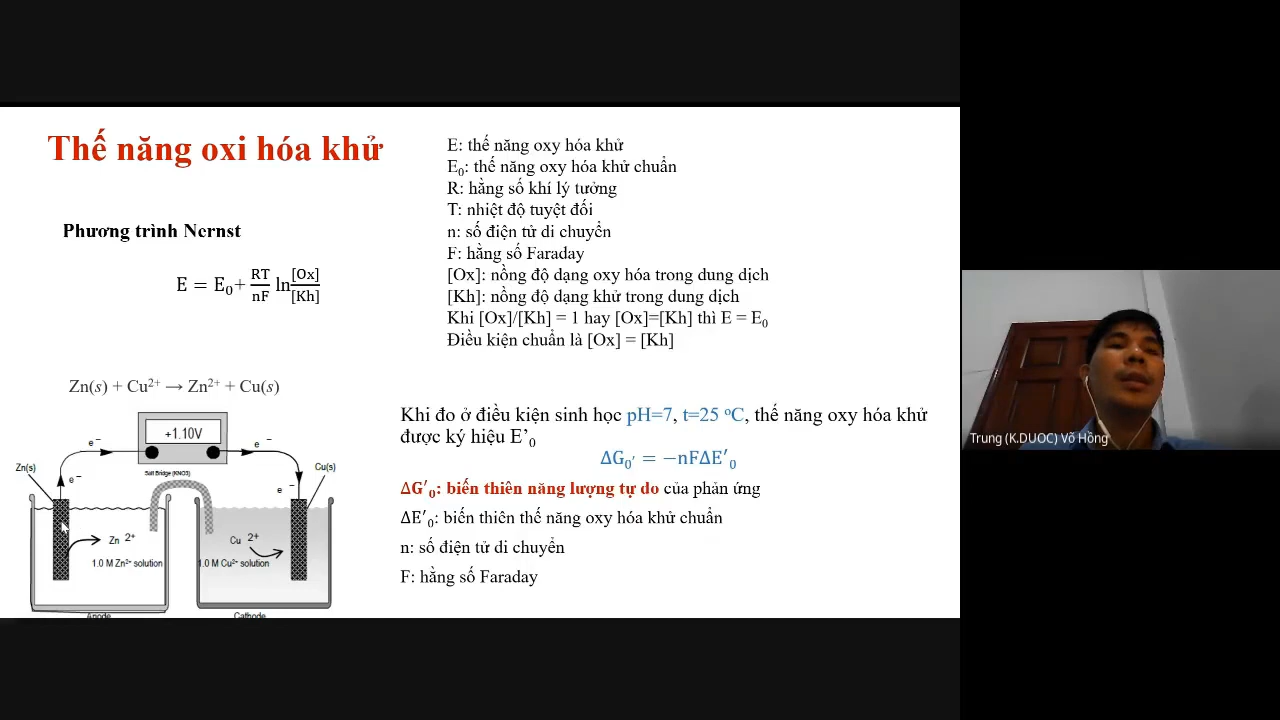 Thế năng oxi hóa khử
Phương trình Nernst
E = E₀+ RT/nF ln[Ox]/[Kh]
E: thế năng oxy hóa khử
E₀: thế năng oxy hóa khử chuẩn
R: hằng số khí lý tưởng
T: nhiệt độ tuyệt đối
n: số điện tử di chuyển
F: hằng số Faraday
[Ox]: nồng độ dạng oxy hóa trong dung dịch
[Kh]: nồng độ dạng khử trong dung dịch
Khi [Ox]/[Kh] = 1 hay [Ox]=[Kh] thì E = E₀
Điều kiện chuẩn là [Ox] = [Kh]
Zn(s) + Cu²⁺ → Zn²⁺ + Cu(s)
+1.10V
e⁻
e⁻
Salt Bridge (KNO3)
Zn(s)
Cu(s)
e⁻
e⁻
Zn 2+
Cu 2+
1.0 M Zn²⁺ solution
1.0 M Cu²⁺ solution
Anode
Cathode
Khi đo ở điều kiện sinh học pH=7, t=25 ᵒC, thế năng oxy hóa khử
được ký hiệu E’₀
ΔG₀′ = −nFΔE′₀
ΔG′₀: biến thiên năng lượng tự do của phản ứng
ΔE′₀: biến thiên thế năng oxy hóa khử chuẩn
n: số điện tử di chuyển
F: hằng số Faraday
Trung (K.DUOC) Võ Hồng